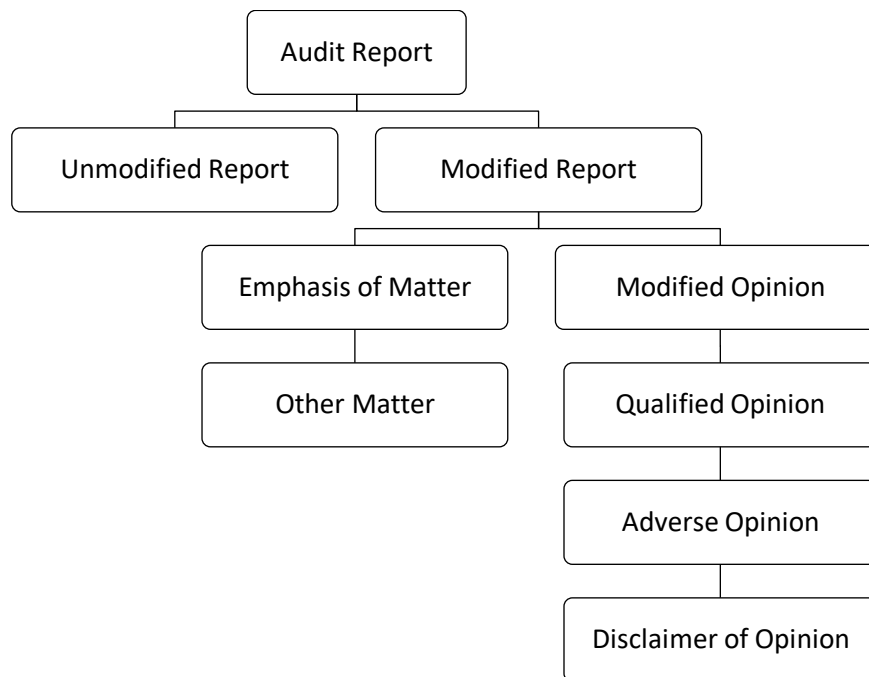 Audit Report
Unmodified Report
Modified Report
Emphasis of Matter
Modified Opinion
Other Matter
Qualified Opinion
Adverse Opinion
Disclaimer of Opinion